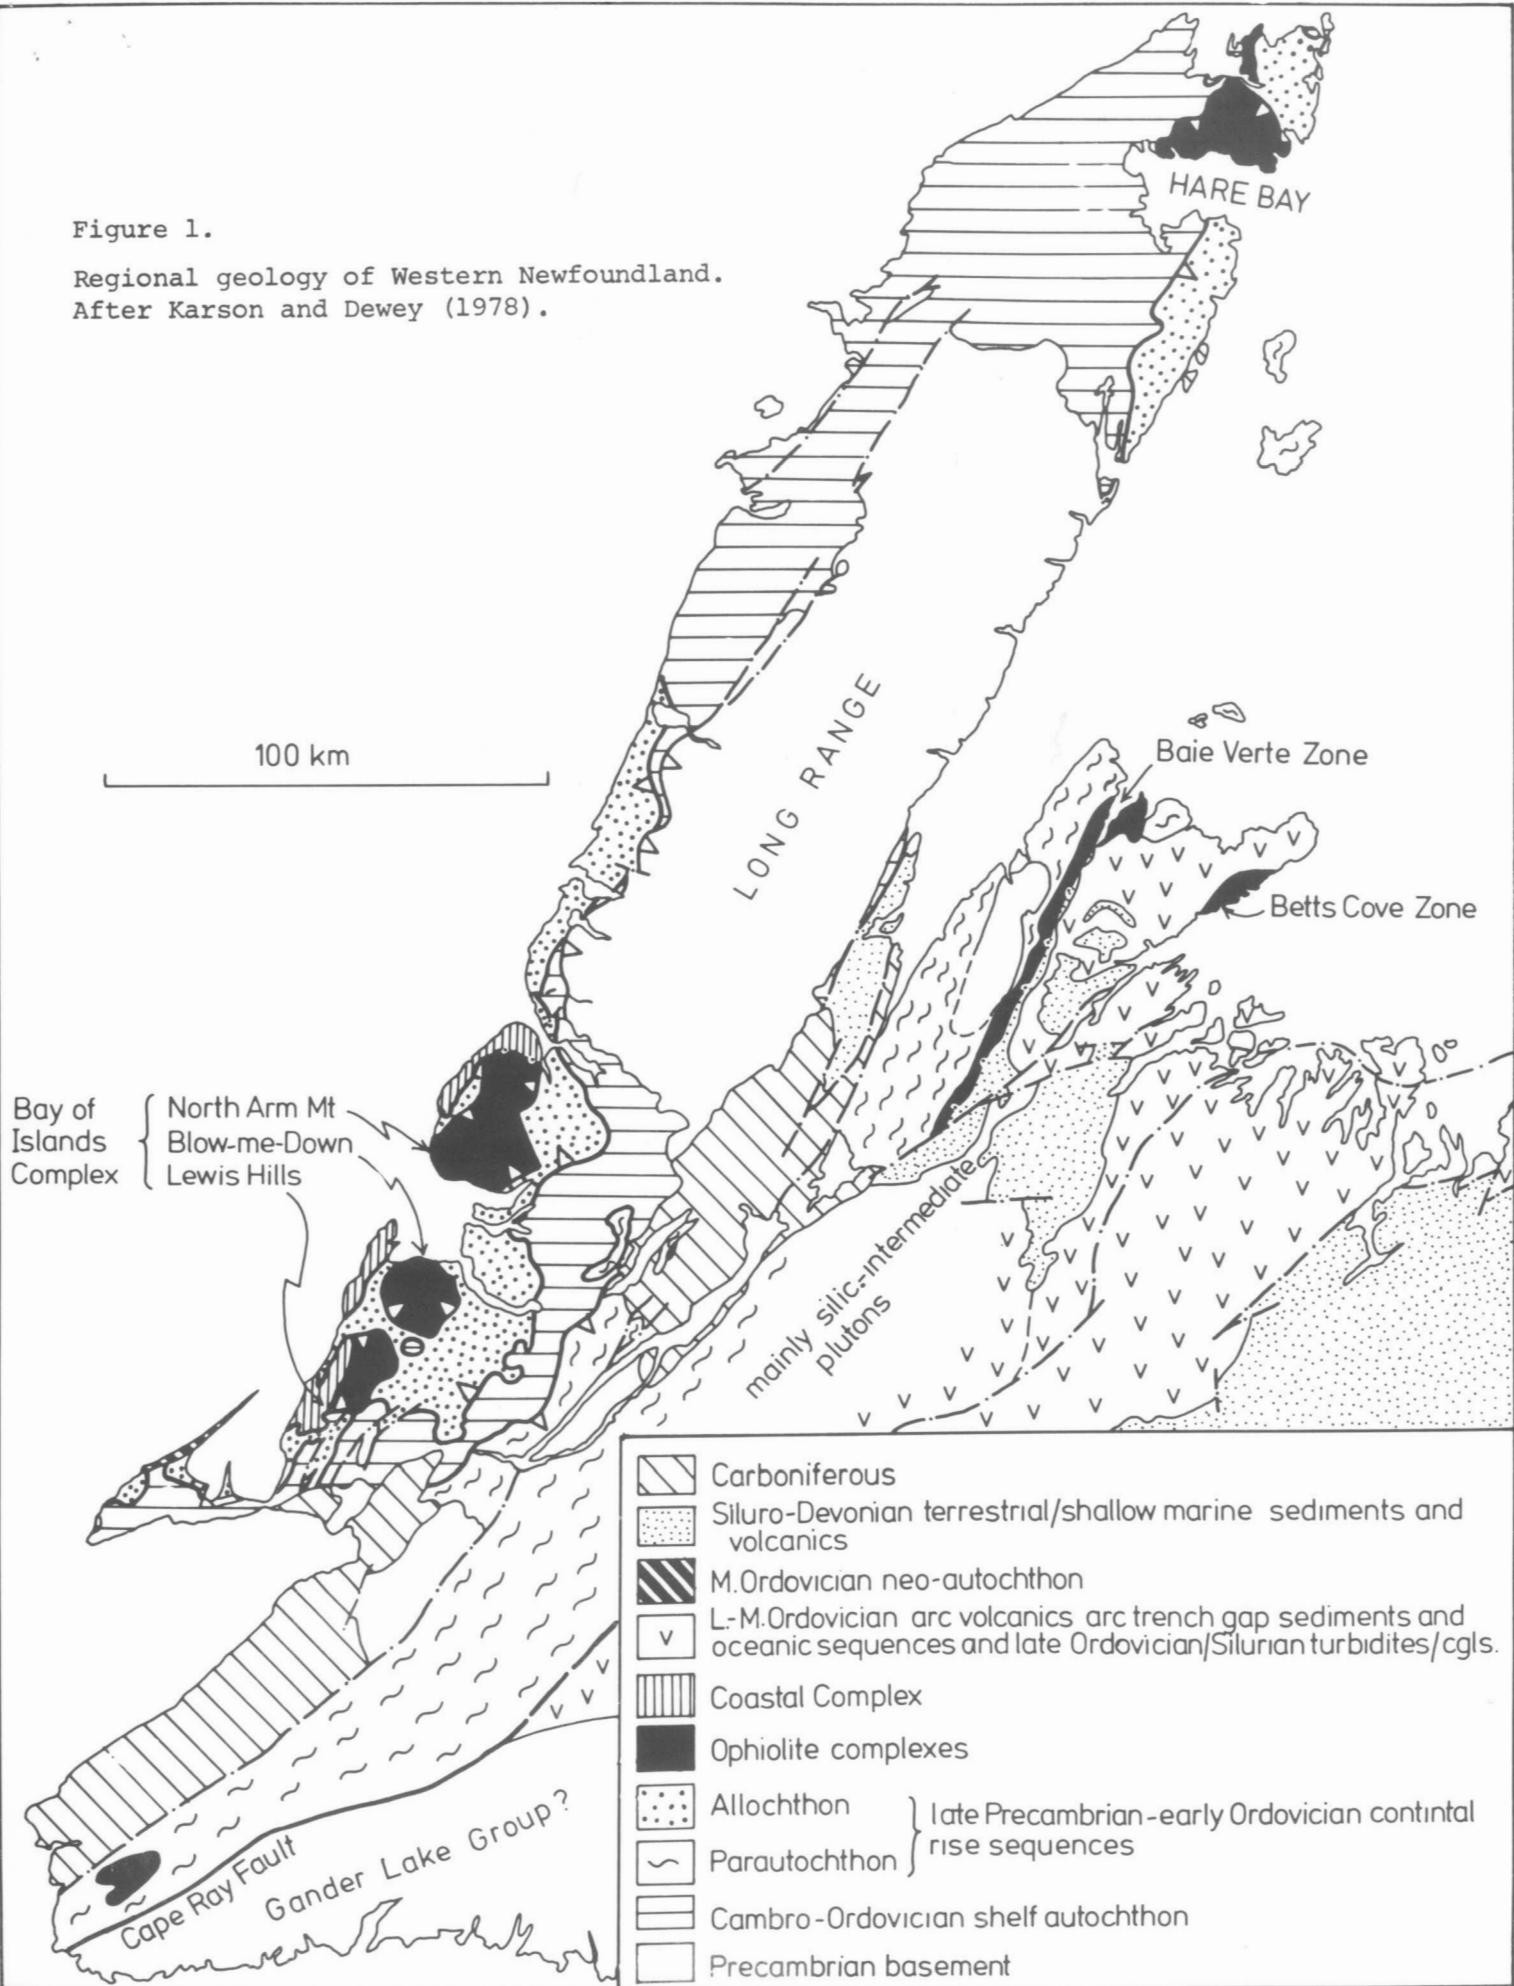 HARE BAY
Figure 1.
Regional geology of Western Newfoundland.
After Karson and Dewey (1978).
LONG RANGE
100 km
Baie Verte Zone
Betts Cove Zone
Bay of
Islands
Complex
North Arm Mt
Blow-me-Down
Lewis Hills
mainly silic.-intermediate
plutons
Cape Ray Fault
Gander Lake Group?
Carboniferous
Siluro-Devonian terrestrial/shallow marine sediments and
volcanics
M.Ordovician neo-autochthon
v L.-M.Ordovician arc volcanics arc trench gap sediments and
oceanic sequences and late Ordovician/Silurian turbidites/cgls.
Coastal Complex
Ophiolite complexes
Allochthon
Parautochthon
late Precambrian-early Ordovician contintal
rise sequences
Cambro-Ordovician shelf autochthon
Precambrian basement